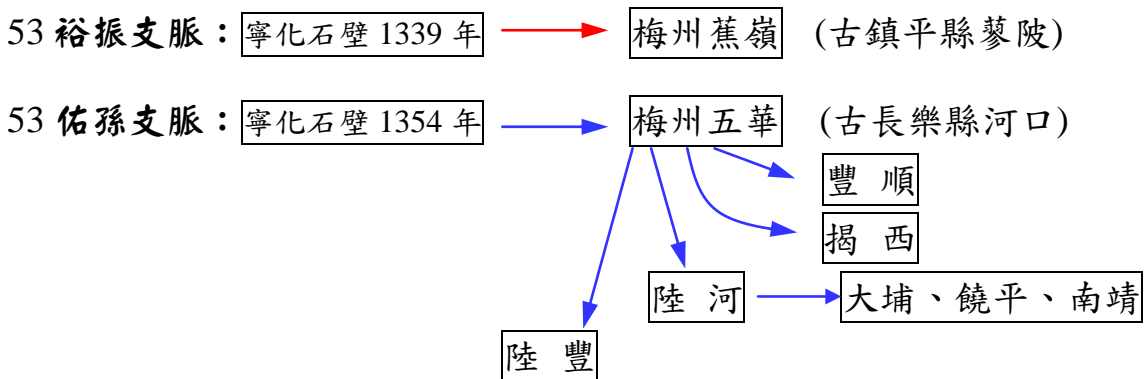 53 裕振支脈：寧化石壁 1339 年 梅州蕉嶺 (古鎮平縣蓼陂)
53 佑孫支脈：寧化石壁 1354 年 梅州五華 (古長樂縣河口)
豐 順
揭 西
陸 河 大埔、饒平、南靖
陸 豐